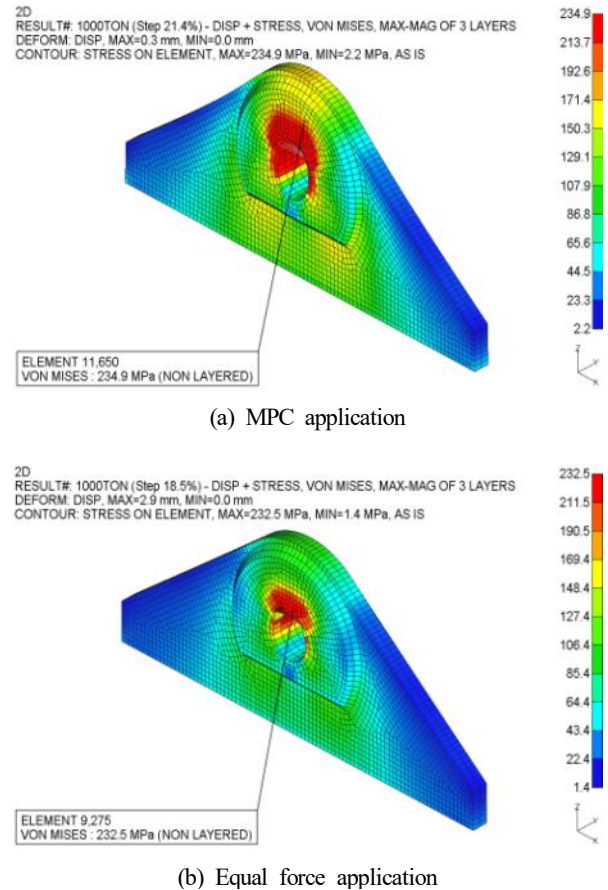 2D
RESULT#: 1000TON (Step 21.4%) - DISP + STRESS, VON MISES, MAX-MAG OF 3 LAYERS
DEFORM: DISP, MAX=0.3 mm, MIN=0.0 mm
CONTOUR: STRESS ON ELEMENT, MAX=234.9 MPa, MIN=2.2 MPa, AS IS
234.9
213.7
192.6
171.4
150.3
129.1
107.9
86.8
65.6
44.5
23.3
2.2
ELEMENT 11,650
VON MISES : 234.9 MPa (NON LAYERED)
Z
Y
X
(a) MPC application
2D
RESULT#: 1000TON (Step 18.5%) - DISP + STRESS, VON MISES, MAX-MAG OF 3 LAYERS
DEFORM: DISP, MAX=2.9 mm, MIN=0.0 mm
CONTOUR: STRESS ON ELEMENT, MAX=232.5 MPa, MIN=1.4 MPa, AS IS
232.5
211.5
190.5
169.4
148.4
127.4
106.4
85.4
64.4
43.4
22.4
1.4
ELEMENT 9,275
VON MISES : 232.5 MPa (NON LAYERED)
Z
Y
X
(b) Equal force application